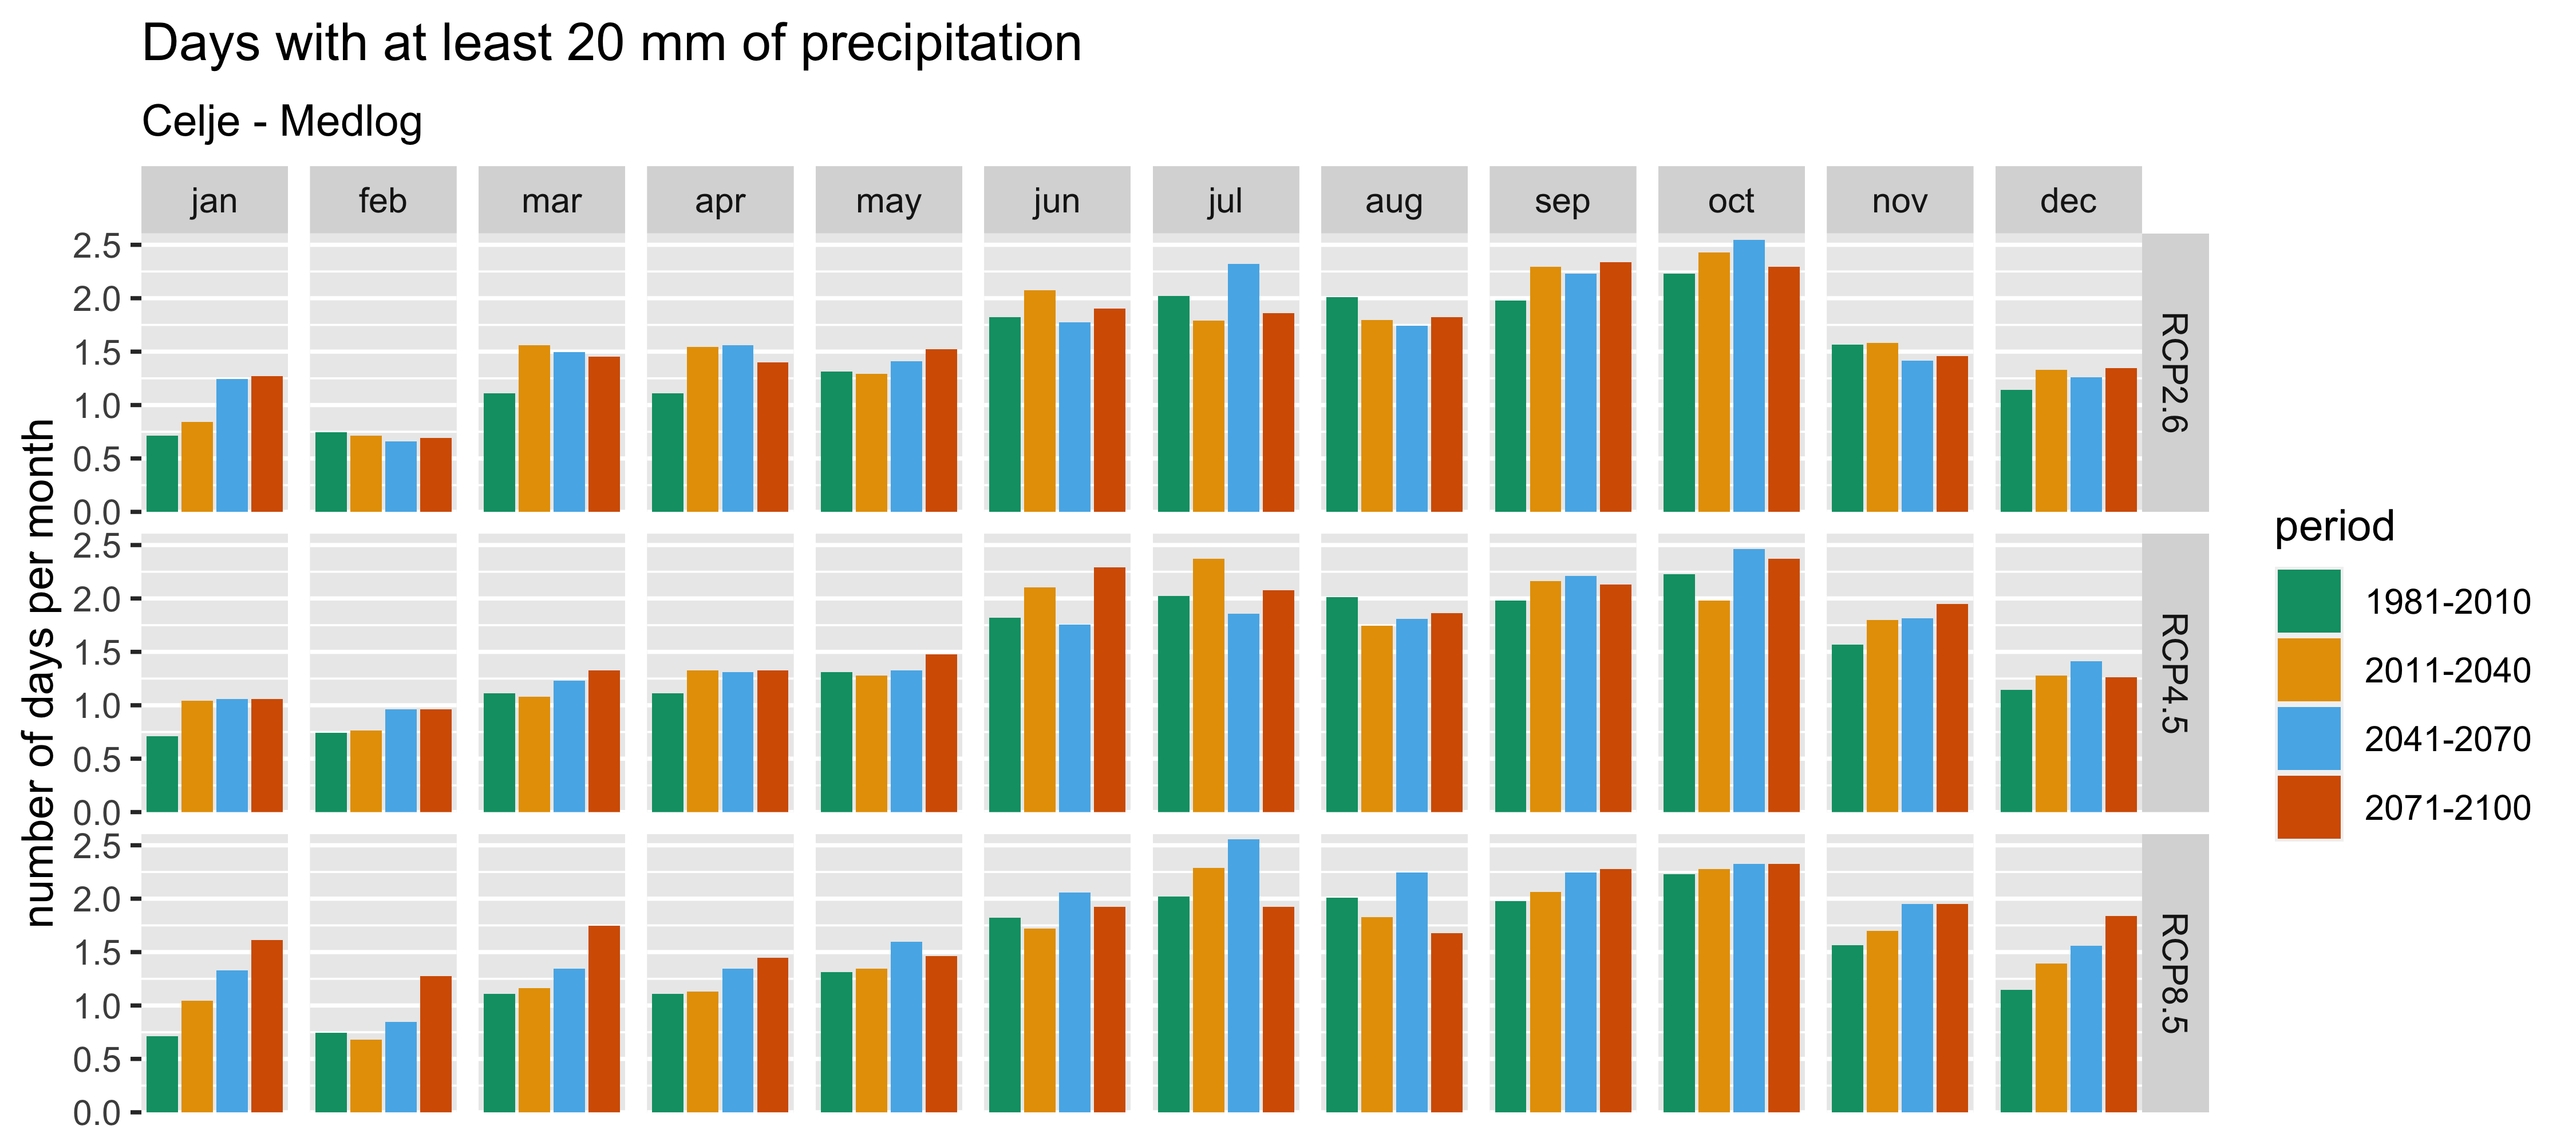 Days with at least 20 mm of precipitation
Celje - Medlog
jan feb mar apr may jun jul aug sep oct nov dec
number of days per month
2.5
2.0
1.5
1.0
0.5
0.0
RCP2.6
2.5
2.0
1.5
1.0
0.5
0.0
RCP4.5
2.5
2.0
1.5
1.0
0.5
0.0
RCP8.5
period
1981-2010
2011-2040
2041-2070
2071-2100